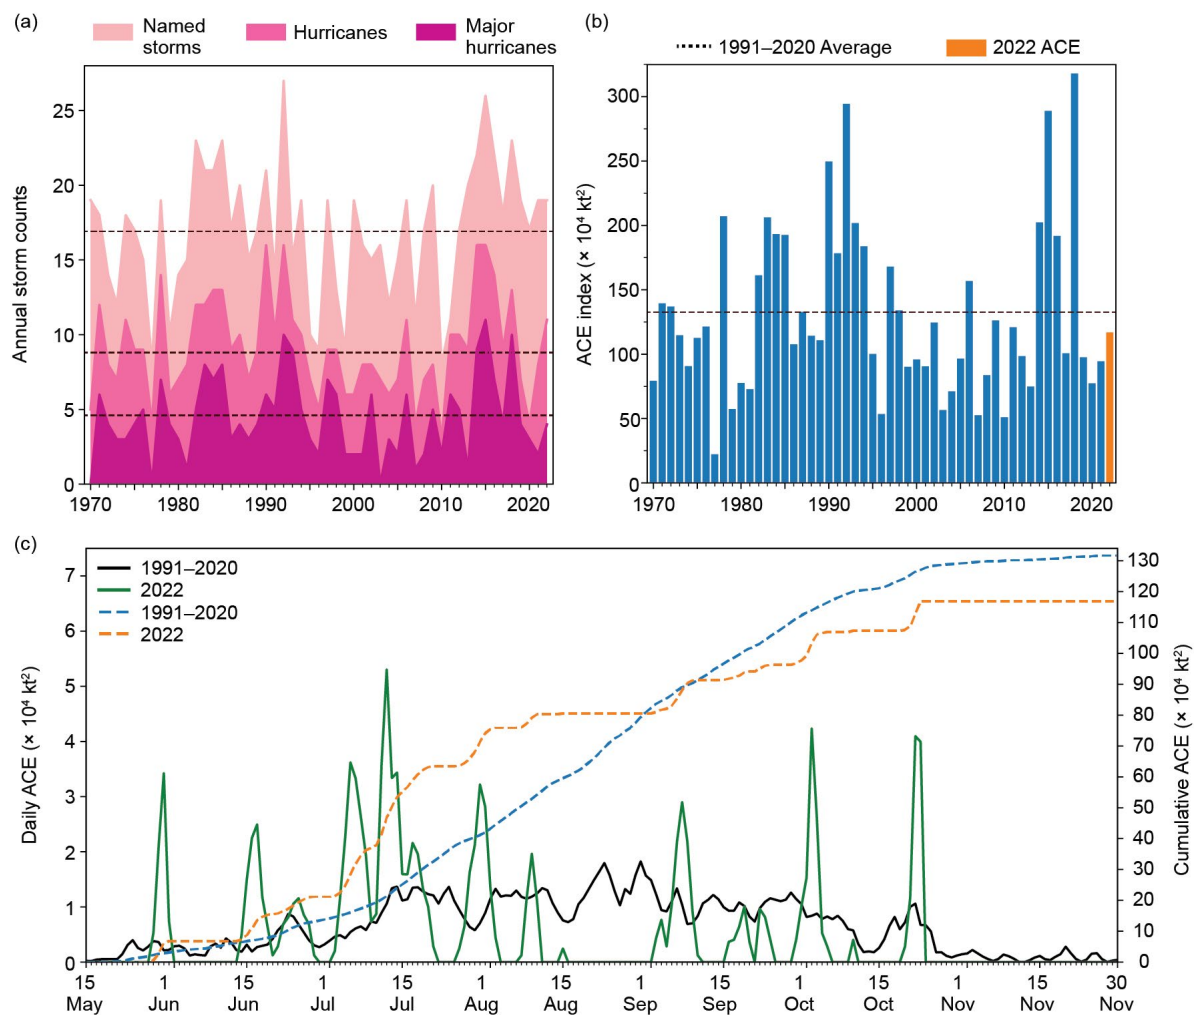 (a)
Named storms
Hurricanes
Major hurricanes
Annual storm counts
25
20
15
10
5
0
1970
1980
1990
2000
2010
2020
(b)
1991–2020 Average
2022 ACE
ACE index (× 10⁴ kt²)
300
250
200
150
100
50
0
1970
1980
1990
2000
2010
2020
(c)
1991–2020
2022
1991–2020
2022
Daily ACE (× 10⁴ kt²)
7
6
5
4
3
2
1
0
Cumulative ACE (× 10⁴ kt²)
130
120
110
100
90
80
70
60
50
40
30
20
10
0
15 May
1 Jun
15 Jun
1 Jul
15 Jul
1 Aug
15 Aug
1 Sep
15 Sep
1 Oct
15 Oct
1 Nov
15 Nov
30 Nov